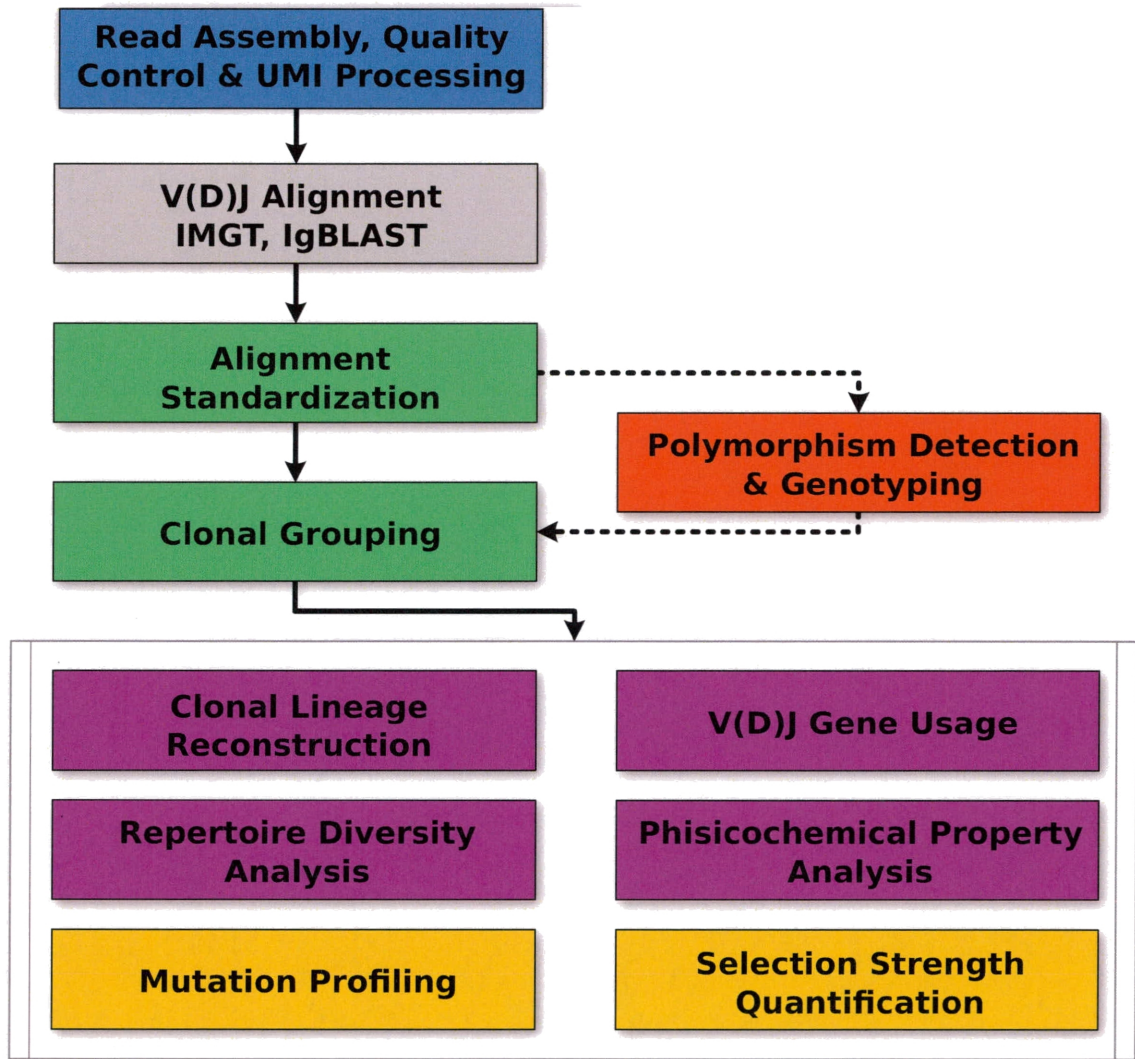 Read Assembly, Quality
Control & UMI Processing
V(D)J Alignment
IMGT, IgBLAST
Alignment
Standardization
Polymorphism Detection
& Genotyping
Clonal Grouping
Clonal Lineage
Reconstruction
V(D)J Gene Usage
Repertoire Diversity
Analysis
Phisicochemical Property
Analysis
Mutation Profiling
Selection Strength
Quantification